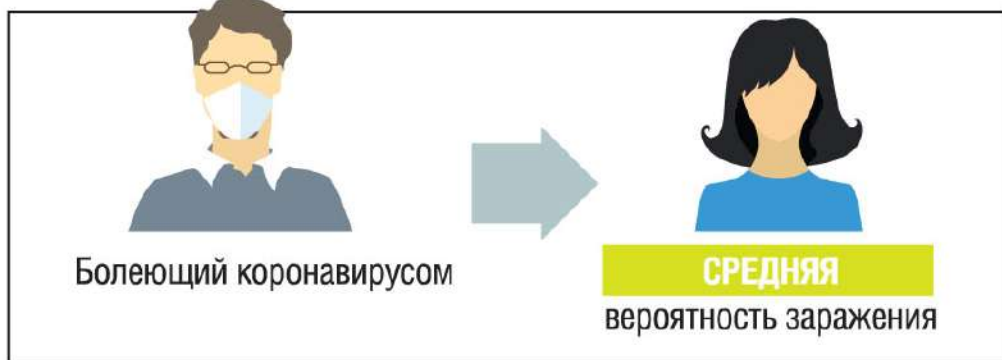 Болеющий коронавирусом
СРЕДНЯЯ
вероятность заражения